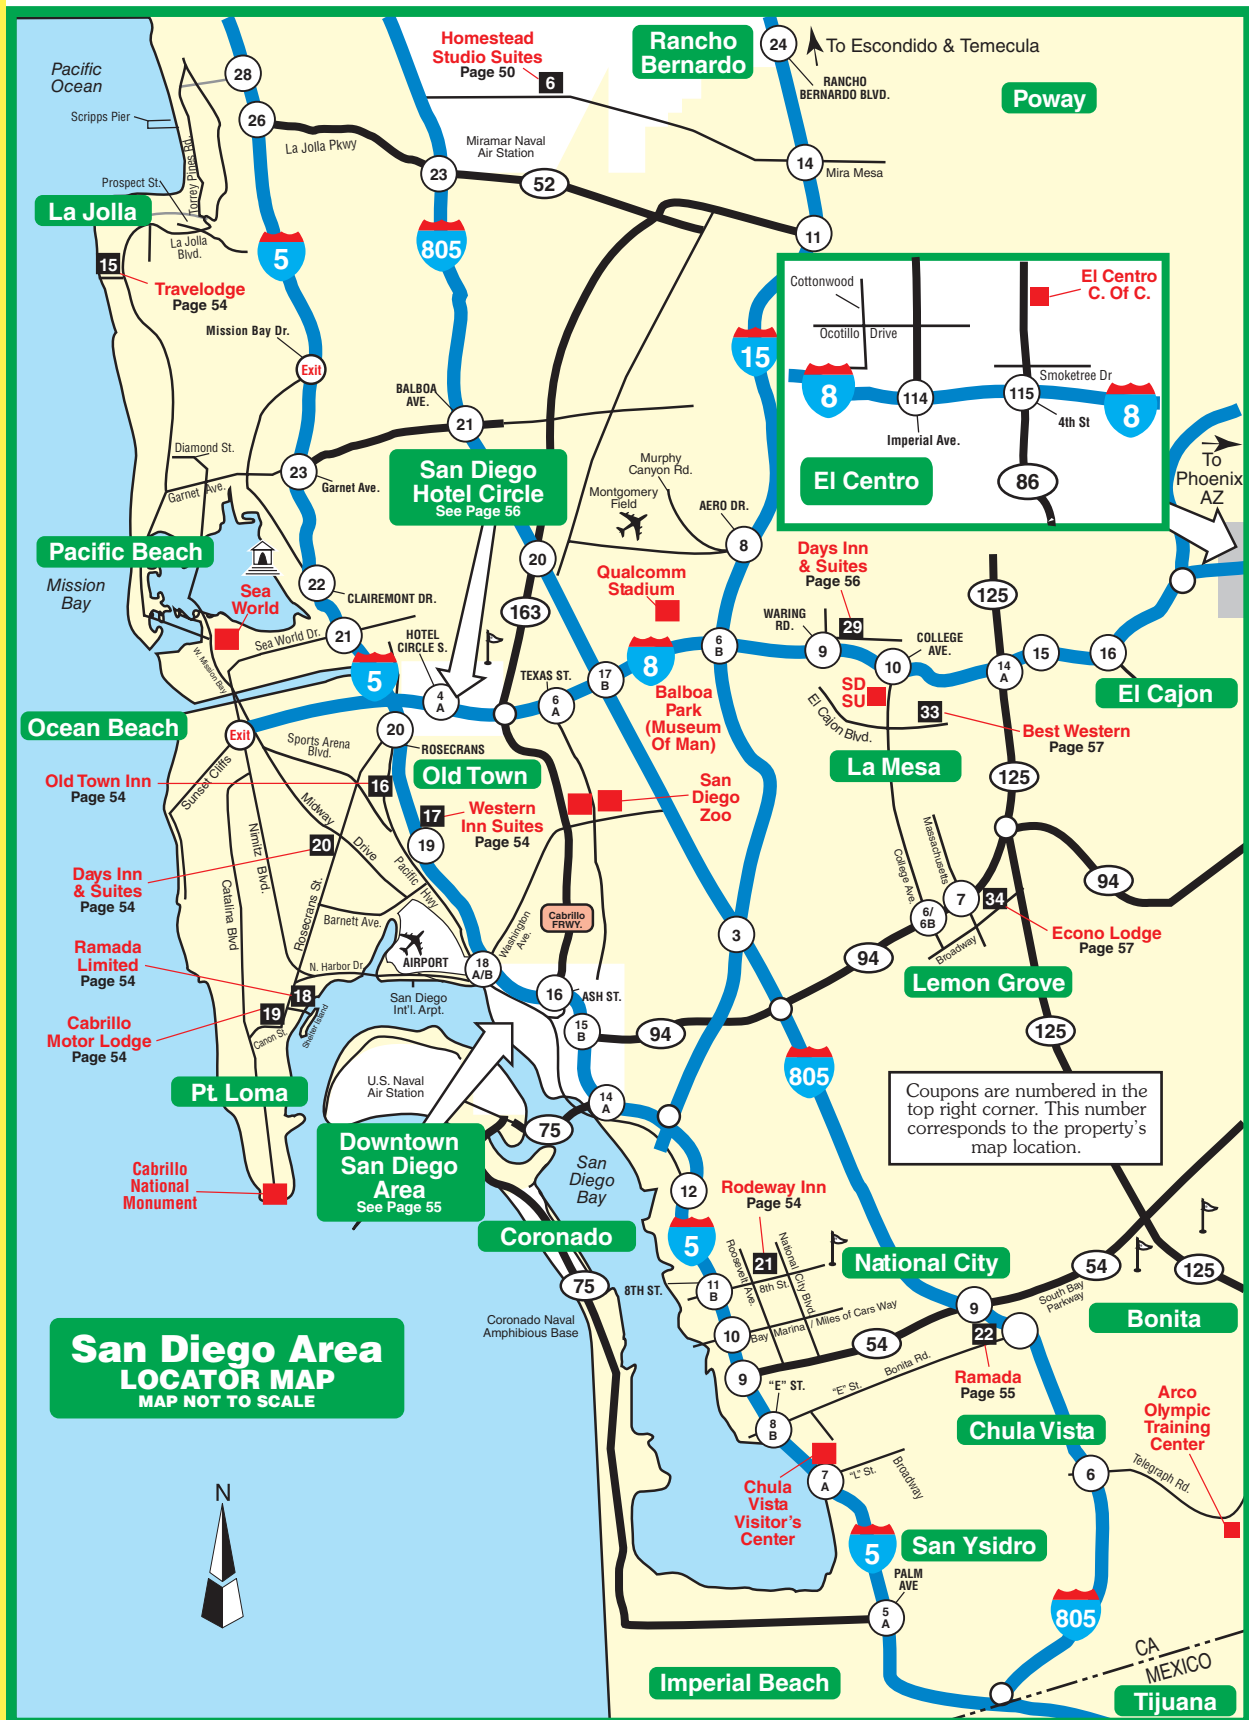 Pacific
Ocean
Scripps Pier
Prospect St.
Torrey Pines Rd.
La Jolla
La Jolla
Blvd.
15
Travelodge
Page 54
Mission Bay Dr.
Exit
28
26
La Jolla Pkwy
5
Homestead
Studio Suites
Page 50
6
Miramar Naval
Air Station
23
52
805
Rancho
Bernardo
24
To Escondido & Temecula
RANCHO
BERNARDO BLVD.
Poway
14
Mira Mesa
11
15
Cottonwood
Ocotillo Drive
El Centro
C. Of C.
Smoketree Dr
8
114
115
8
4th St
Imperial Ave.
El Centro
86
To
Phoenix
AZ
BALBOA
AVE.
21
Diamond St.
Garnet Ave.
23
Garnet Ave.
San Diego
Hotel Circle
See Page 56
Murphy
Canyon Rd.
Montgomery
Field
AERO DR.
8
Pacific Beach
Mission
Bay
Sea
World
22
CLAIREMONT DR.
20
163
Sea World Dr.
21
W. Mission Bay
5
HOTEL
CIRCLE S.
4
A
Qualcomm
Stadium
Days Inn
& Suites
Page 56
29
WARING
RD.
9
COLLEGE
AVE.
10
125
14
A
15
16
El Cajon
TEXAS ST.
6
A
17
B
8
6
B
SD
SU
33
El Cajon Blvd.
Best Western
Page 57
Balboa
Park
(Museum
Of Man)
La Mesa
125
Ocean Beach
Exit
Sports Arena
Blvd.
20
ROSECRANS
Old Town
Sunset Cliffs
Old Town Inn
Page 54
16
17
Western
Inn Suites
Page 54
San
Diego
Zoo
19
Midway
Drive
Pacific
Hwy
Nimitz Blvd.
20
Days Inn
& Suites
Page 54
Catalina Blvd
Rosecrans St.
Barnett Ave.
Washington
Ave.
Cabrillo
FRWY.
3
College Ave.
Massachusetts
7
34
6/
6B
Broadway
Econo Lodge
Page 57
94
94
Lemon Grove
Ramada
Limited
Page 54
18
19
N. Harbor Dr.
AIRPORT
18
A/B
San Diego
Int'l. Arpt.
Shelter Island
Canon St.
Cabrillo
Motor Lodge
Page 54
16
ASH ST.
15
B
94
125
805
Pt. Loma
U.S. Naval
Air Station
14
A
75
Coupons are numbered in the
top right corner. This number
corresponds to the property's
map location.
Downtown
San Diego
Area
See Page 55
San
Diego
Bay
Cabrillo
National
Monument
12
Rodeway Inn
Page 54
Coronado
5
75
21
Roosevelt Ave.
National City Blvd.
8TH ST.
11
B
8th St.
National City
54
125
South Bay
Parkway
Bonita
Coronado Naval
Amphibious Base
10
Bay Marina / Miles of Cars Way
9
54
9
22
Ramada
Page 55
Bonita Rd.
"E" St.
"E" ST.
8
B
San Diego Area
LOCATOR MAP
MAP NOT TO SCALE
Arco
Olympic
Training
Center
Chula Vista
6
Telegraph Rd.
7
A
"L" St.
Broadway
Chula
Vista
Visitor's
Center
N
5
San Ysidro
PALM
AVE
5
A
805
CA
MEXICO
Imperial Beach
Tijuana